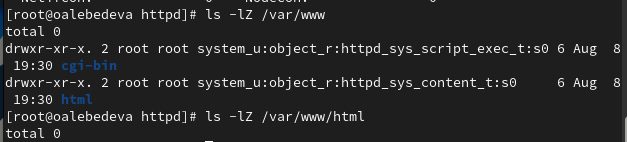 [root@oalebedeva httpd]# ls -lZ /var/www
total 0
drwxr-xr-x. 2 root root system_u:object_r:httpd_sys_script_exec_t:s0 6 Aug  8
 19:30 cgi-bin
drwxr-xr-x. 2 root root system_u:object_r:httpd_sys_content_t:s0     6 Aug  8
 19:30 html
[root@oalebedeva httpd]# ls -lZ /var/www/html
total 0